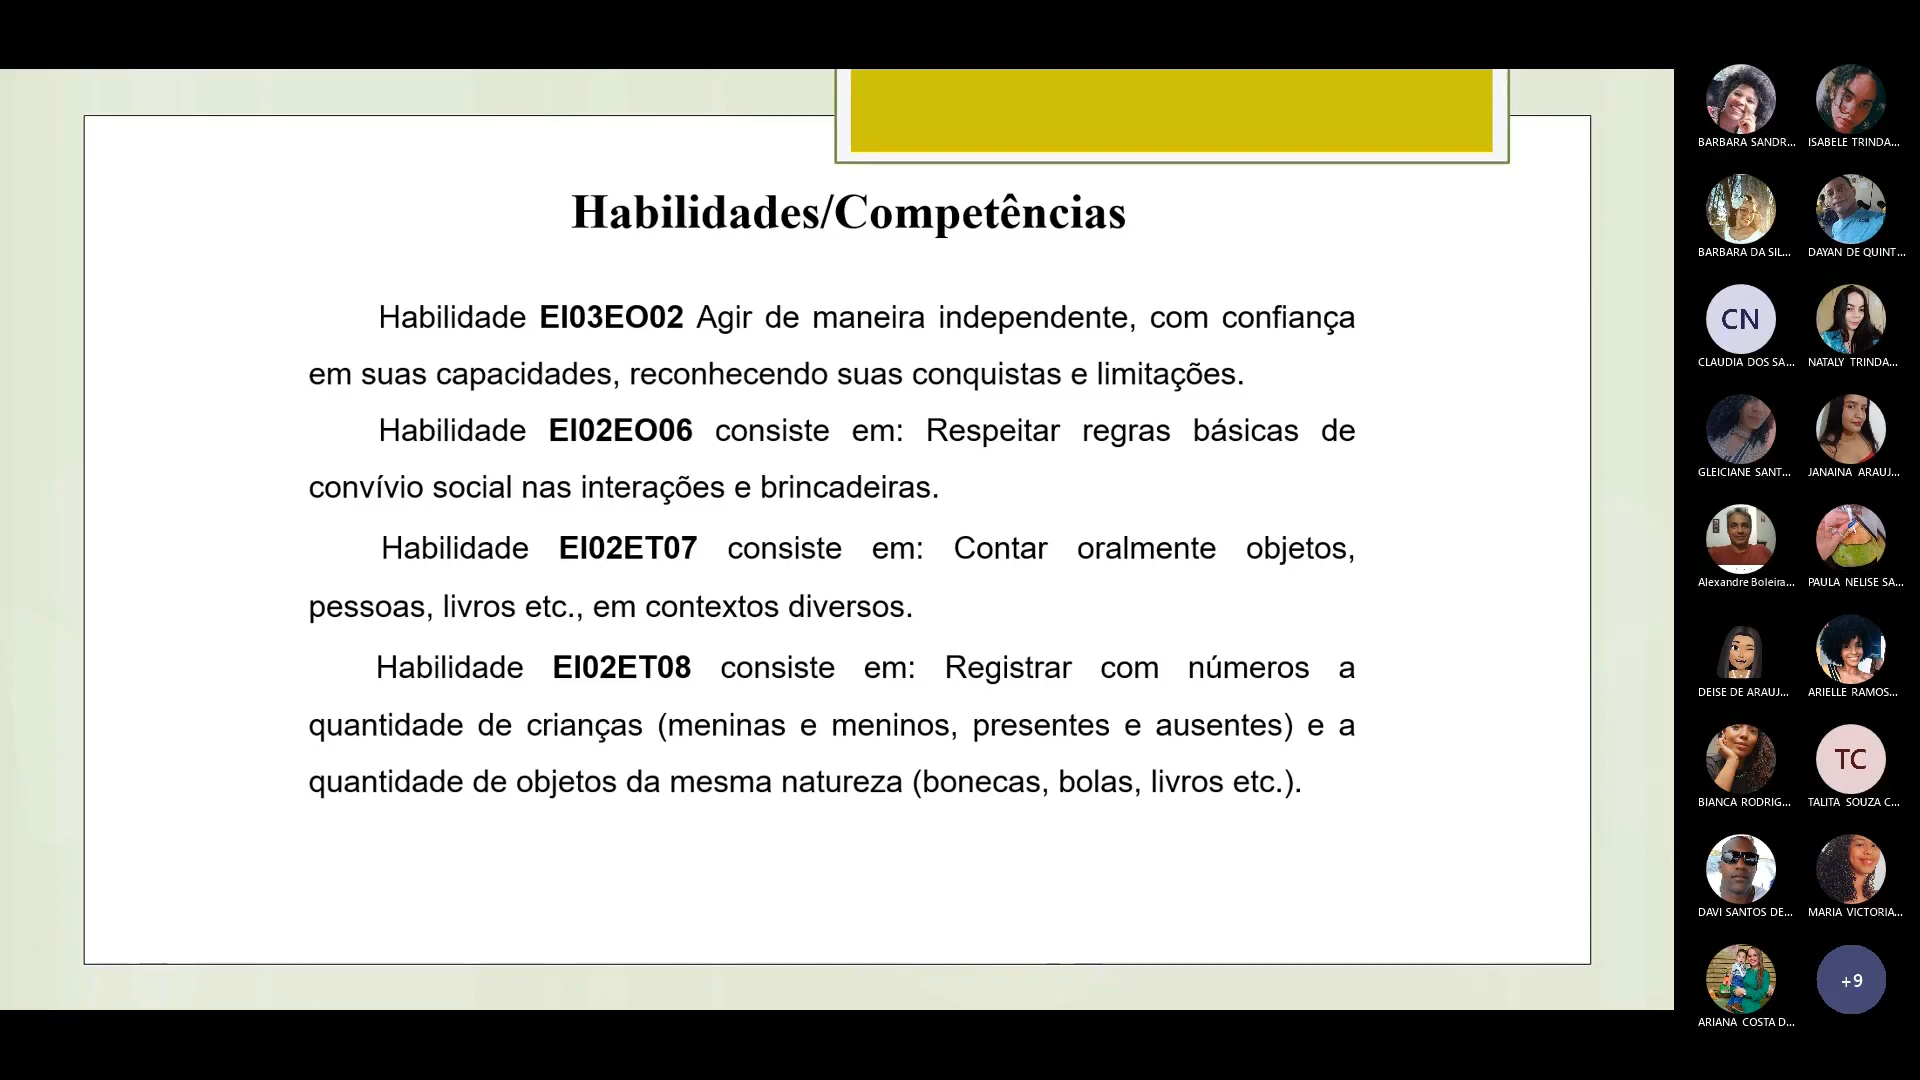 Habilidades/Competências
Habilidade EI03EO02 Agir de maneira independente, com confiança
em suas capacidades, reconhecendo suas conquistas e limitações.
Habilidade EI02EO06 consiste em: Respeitar regras básicas de
convívio social nas interações e brincadeiras.
Habilidade EI02ET07 consiste em: Contar oralmente objetos,
pessoas, livros etc., em contextos diversos.
Habilidade EI02ET08 consiste em: Registrar com números a
quantidade de crianças (meninas e meninos, presentes e ausentes) e a
quantidade de objetos da mesma natureza (bonecas, bolas, livros etc.).
BARBARA SANDR...
ISABELE TRINDA...
BARBARA DA SIL...
DAYAN DE QUINT...
CN
CLAUDIA DOS SA...
NATALY TRINDA...
GLEICIANE SANT...
JANAINA ARAUJ...
Alexandre Boleira...
PAULA NELISE SA...
DEISE DE ARAUJ...
ARIELLE RAMOS...
BIANCA RODRIG...
TC
TALITA SOUZA C...
DAVI SANTOS DE...
MARIA VICTORIA...
ARIANA COSTA D...
+9